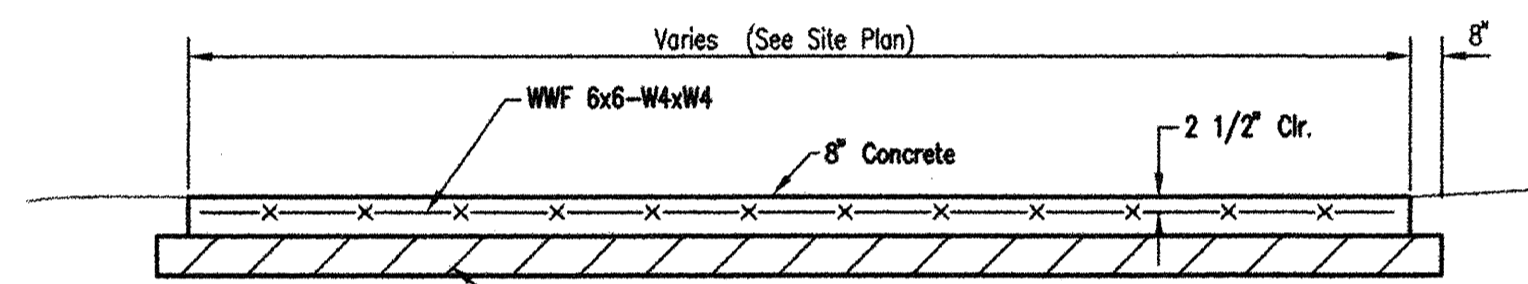 Varies (See Site Plan)
8"
WWF 6x6-W4xW4
2 1/2" Clr.
8" Concrete